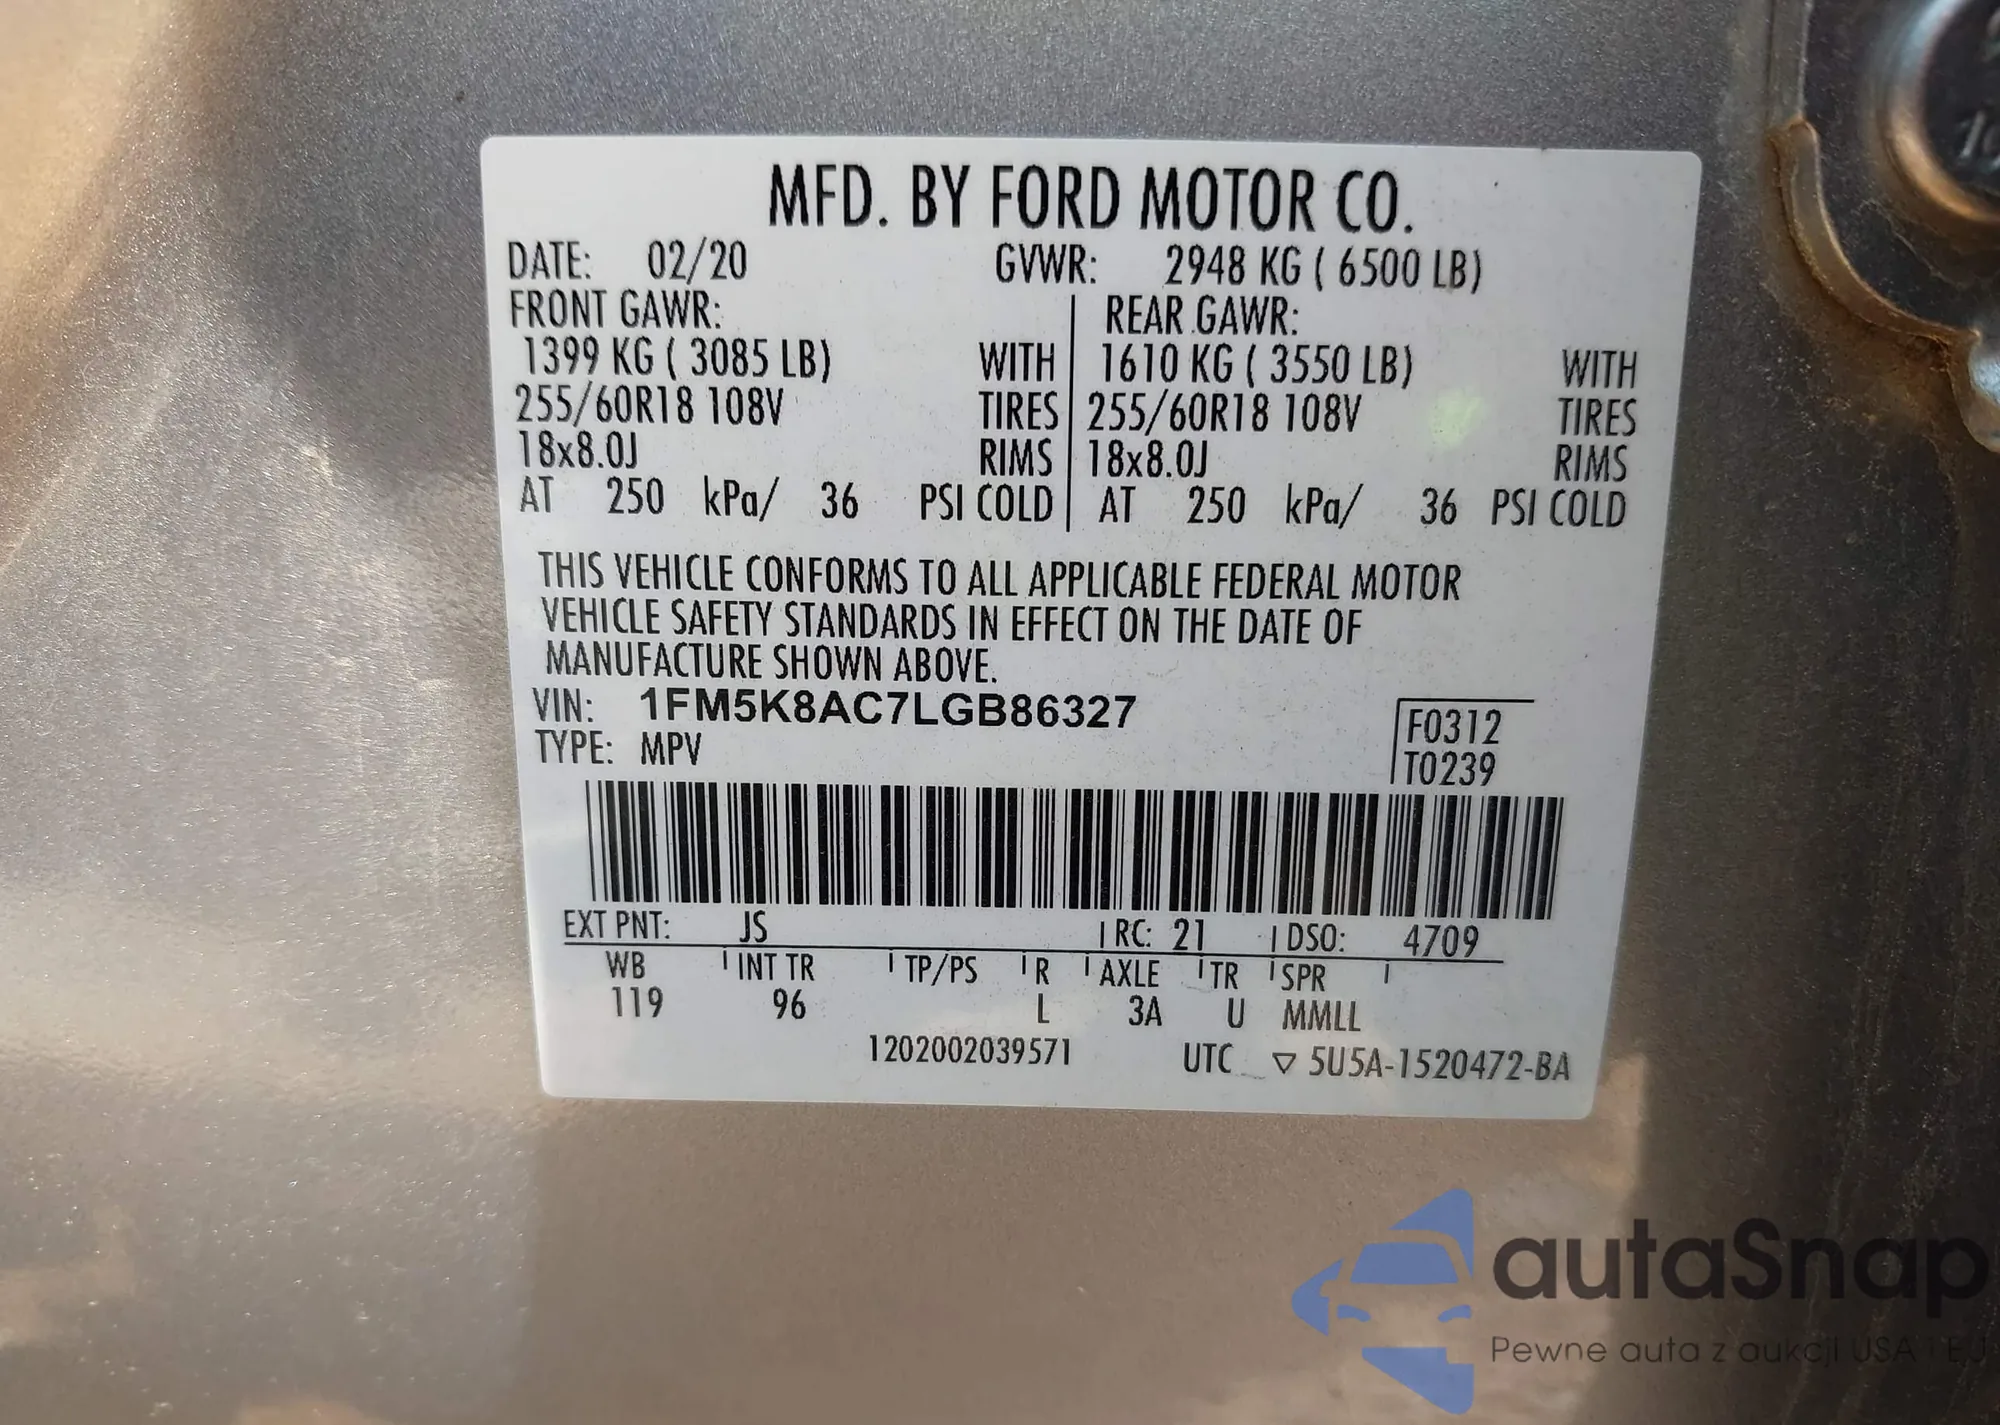 MFD. BY FORD MOTOR CO.
DATE: 02/20 GVWR: 2948 KG ( 6500 LB)
FRONT GAWR: REAR GAWR:
1399 KG ( 3085 LB) WITH 1610 KG ( 3550 LB) WITH
255/60R18 108V TIRES 255/60R18 108V TIRES
18x8.0J RIMS 18x8.0J RIMS
AT 250 kPa/ 36 PSI COLD AT 250 kPa/ 36 PSI COLD
THIS VEHICLE CONFORMS TO ALL APPLICABLE FEDERAL MOTOR
VEHICLE SAFETY STANDARDS IN EFFECT ON THE DATE OF
MANUFACTURE SHOWN ABOVE.
VIN: 1FM5K8AC7LGB86327
F0312
TYPE: MPV
T0239
EXT PNT: JS RC: 21 DSO: 4709
WB INT TR TP/PS R AXLE TR SPR
119 96 L 3A U MMLL
1202002039571 UTC ▽ 5U5A-1520472-BA
autaSnap
Pewne auta z aukcji USA i EU